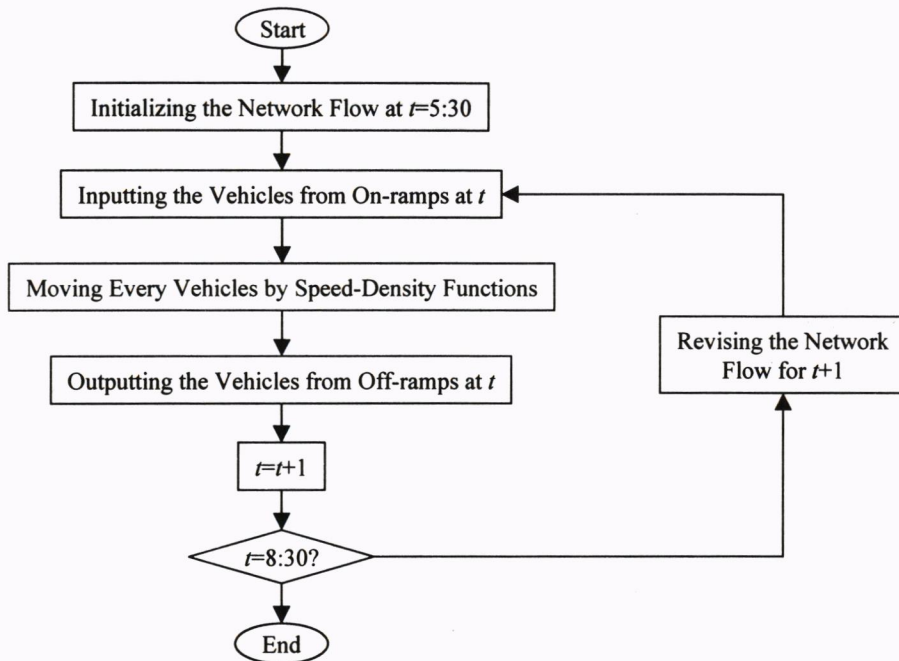 Start
Initializing the Network Flow at t=5:30
Inputting the Vehicles from On-ramps at t
Moving Every Vehicles by Speed-Density Functions
Outputting the Vehicles from Off-ramps at t
t=t+1
t=8:30?
End
Revising the Network
Flow for t+1